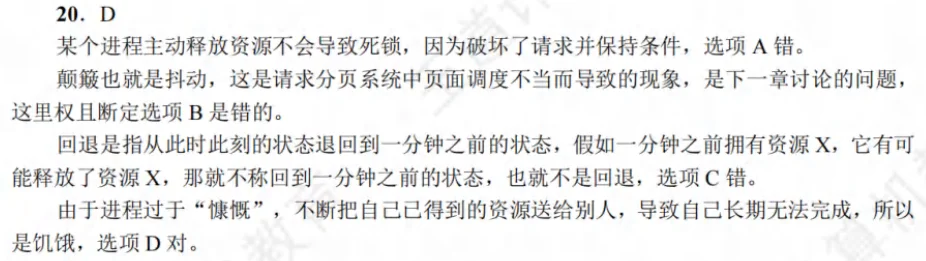 20. D
某个进程主动释放资源不会导致死锁，因为破坏了请求并保持条件，选项 A 错。
颠簸也就是抖动，这是请求分页系统中页面调度不当而导致的现象，是下一章讨论的问题，
这里权且断定选项 B 是错的。
回退是指从此时此刻的状态退回到一分钟之前的状态，假如一分钟之前拥有资源 X，它有可
能释放了资源 X，那就不称回到一分钟之前的状态，也就不是回退，选项 C 错。
由于进程过于“慷慨”，不断把自己已得到的资源送给别人，导致自己长期无法完成，所以
是饥饿，选项 D 对。